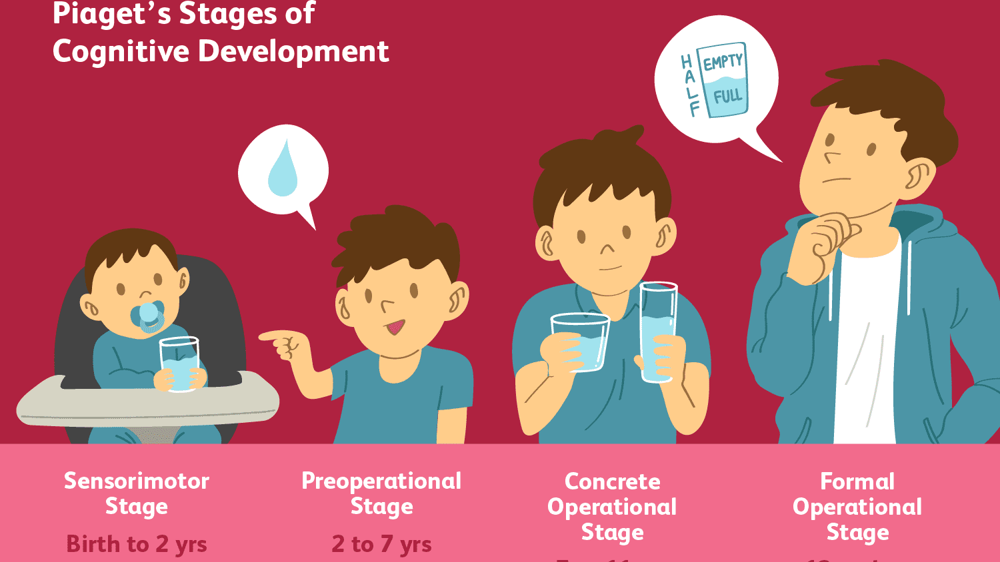 Piaget’s Stages of
Cognitive Development
HALF
EMPTY
FULL
Sensorimotor
Stage
Birth to 2 yrs
Preoperational
Stage
2 to 7 yrs
Concrete
Operational
Stage
Formal
Operational
Stage